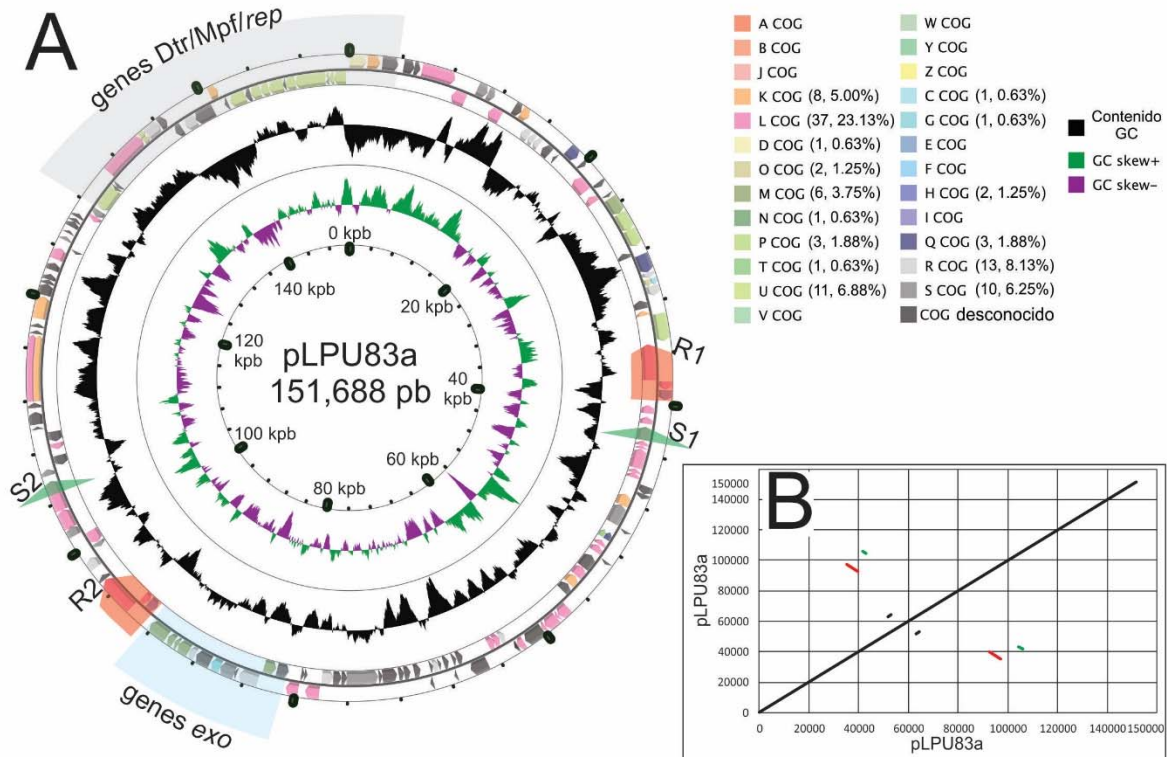 A
genes Dtr/Mpf/rep
0 kpb
20 kpb
40
kpb
60 kpb
80 kpb
100 kpb
120
kpb
140 kpb
pLPU83a
151,688 pb
R1
S1
S2
R2
genes exo
A COG
B COG
J COG
K COG (8, 5.00%)
L COG (37, 23.13%)
D COG (1, 0.63%)
O COG (2, 1.25%)
M COG (6, 3.75%)
N COG (1, 0.63%)
P COG (3, 1.88%)
T COG (1, 0.63%)
U COG (11, 6.88%)
V COG
W COG
Y COG
Z COG
C COG (1, 0.63%)
G COG (1, 0.63%)
E COG
F COG
H COG (2, 1.25%)
I COG
Q COG (3, 1.88%)
R COG (13, 8.13%)
S COG (10, 6.25%)
COG desconocido
Contenido
GC
GC skew+
GC skew-
B
pLPU83a
150000
140000
120000
100000
80000
60000
40000
20000
0
0 20000 40000 60000 80000 100000 120000 140000 150000
pLPU83a